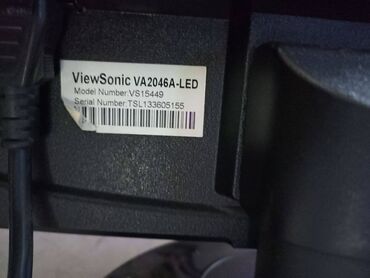 ViewSonic VA2046A-LED
Model Number:VS15449
Serial Number:TSL133605155